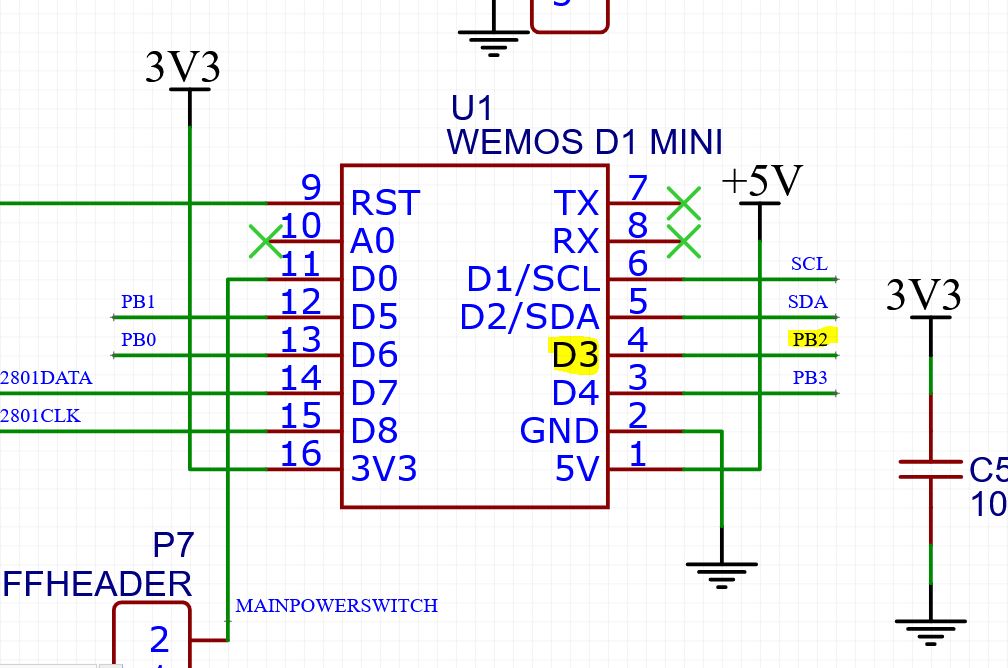 3V3
U1
WEMOS D1 MINI
+5V
9 RST TX 7
10 A0 RX 8
11 D0 D1/SCL 6 SCL
PB1 12 D5 D2/SDA 5 SDA
PB0 13 D6 D3 4 PB2
2801DATA 14 D7 D4 3 PB3
2801CLK 15 D8 GND 2
16 3V3 5V 1
3V3
C5
10
P7
FFHEADER
MAINPOWERSWITCH
2